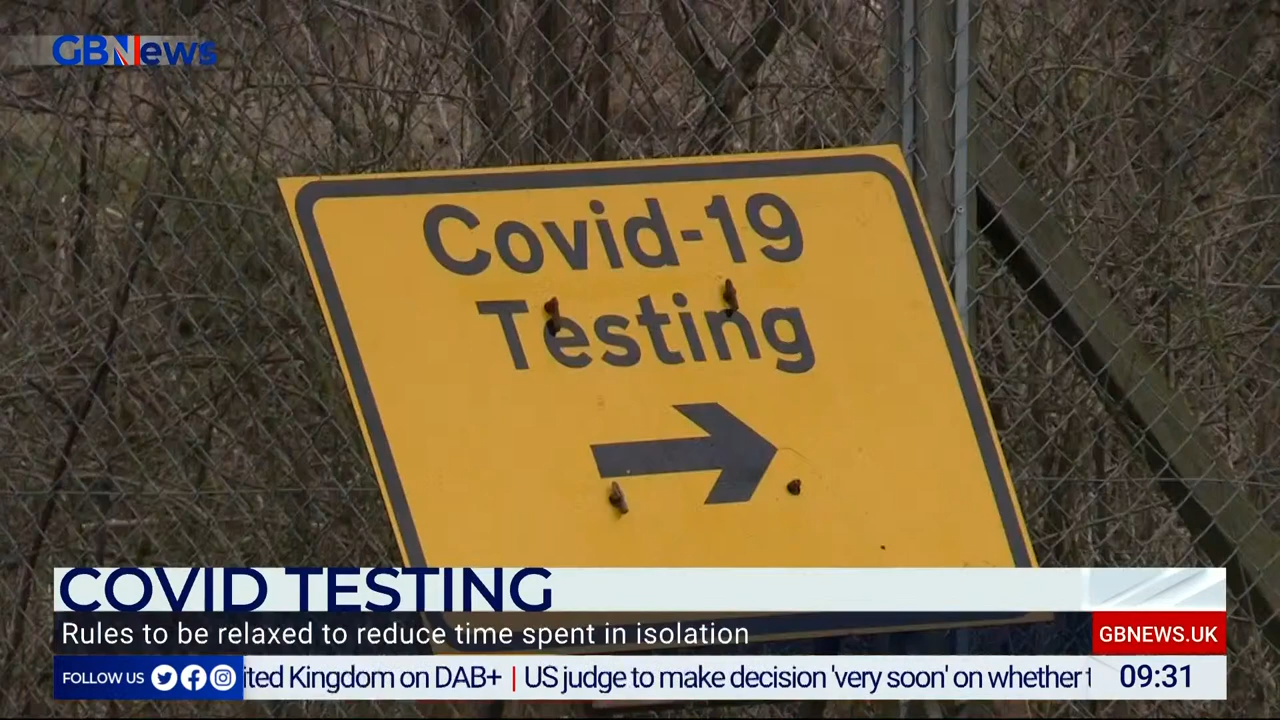 GBNews
Covid-19
Testing
COVID TESTING
Rules to be relaxed to reduce time spent in isolation
GBNEWS.UK
FOLLOW US
ited Kingdom on DAB+ | US judge to make decision 'very soon' on whether
09:31